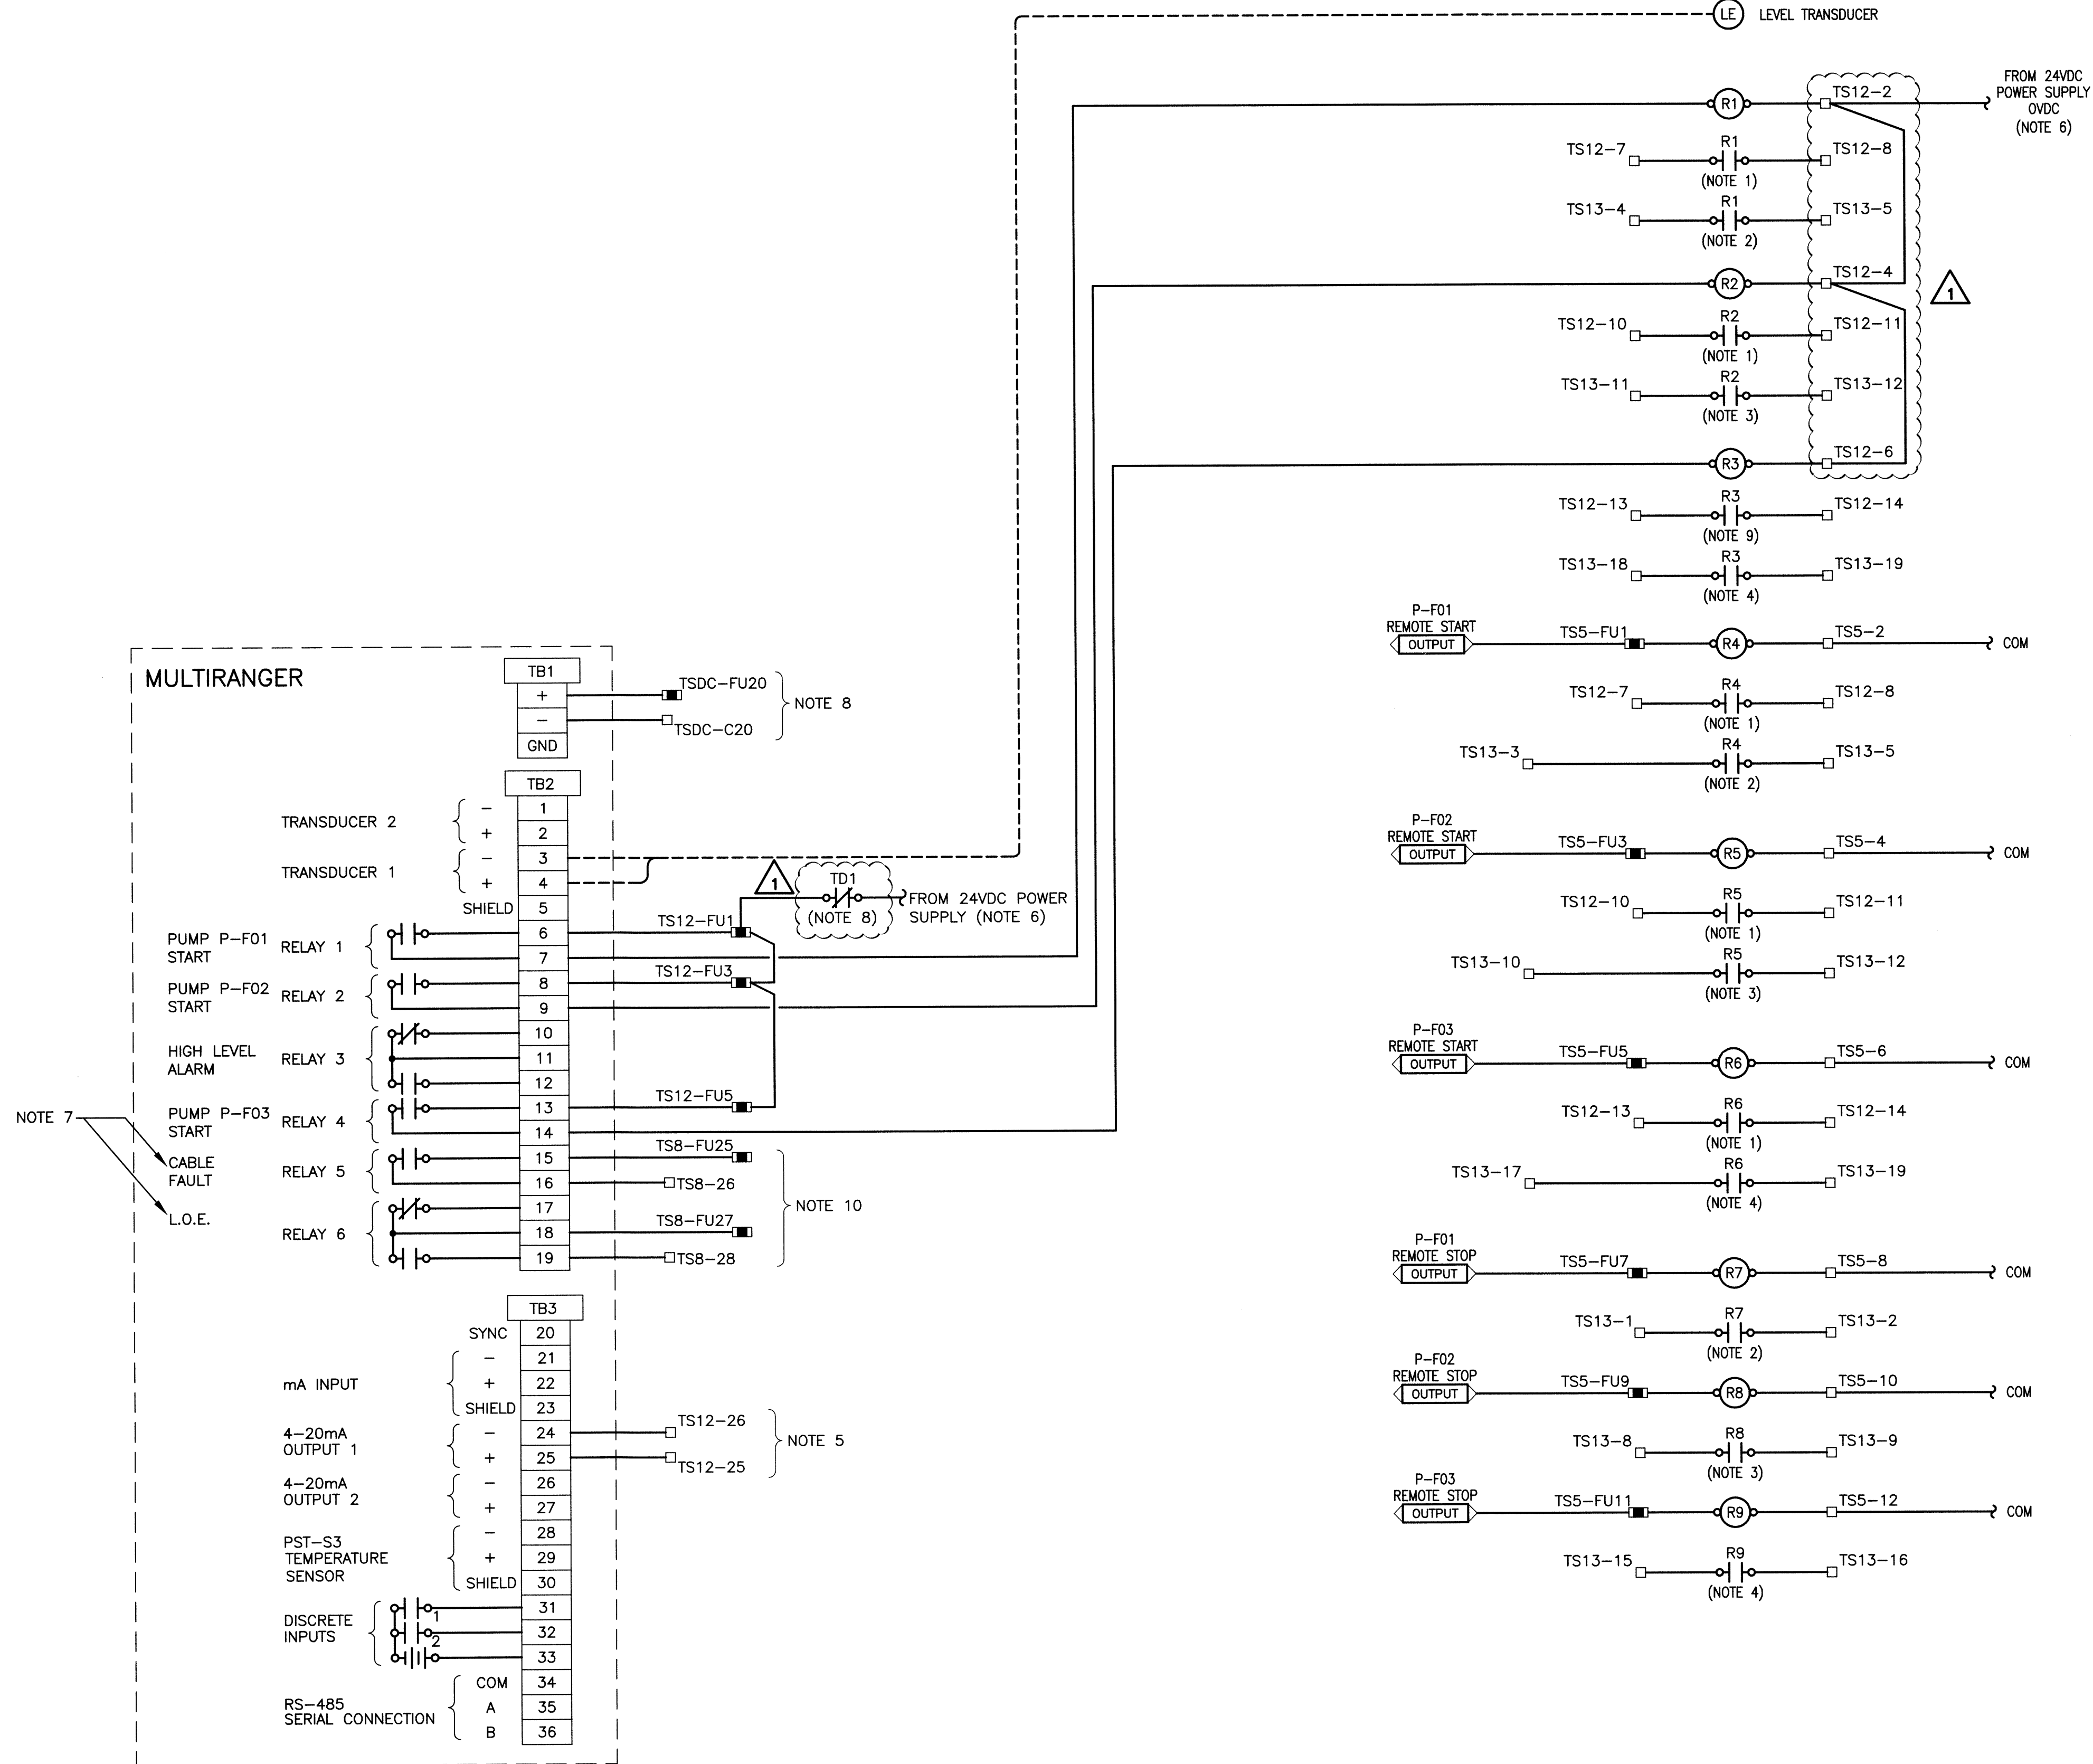 LE LEVEL TRANSDUCER
FROM 24VDC
POWER SUPPLY
0VDC
(NOTE 6)
R1 TS12-2
TS12-7 R1 TS12-8
(NOTE 1)
TS13-4 R1 TS13-5
(NOTE 2)
R2 TS12-4
1
TS12-10 R2 TS12-11
(NOTE 1)
TS13-11 R2 TS13-12
(NOTE 3)
R3 TS12-6
TS12-13 R3 TS12-14
(NOTE 9)
TS13-18 R3 TS13-19
(NOTE 4)
P-F01
REMOTE START
OUTPUT TS5-FU1 R4 TS5-2 COM
TS12-7 R4 TS12-8
(NOTE 1)
TS13-3 R4 TS13-5
(NOTE 2)
P-F02
REMOTE START
OUTPUT TS5-FU3 R5 TS5-4 COM
TS12-10 R5 TS12-11
(NOTE 1)
TS13-10 R5 TS13-12
(NOTE 3)
P-F03
REMOTE START
OUTPUT TS5-FU5 R6 TS5-6 COM
TS12-13 R6 TS12-14
(NOTE 1)
TS13-17 R6 TS13-19
(NOTE 4)
P-F01
REMOTE STOP
OUTPUT TS5-FU7 R7 TS5-8 COM
TS13-1 R7 TS13-2
(NOTE 2)
P-F02
REMOTE STOP
OUTPUT TS5-FU9 R8 TS5-10 COM
TS13-8 R8 TS13-9
(NOTE 3)
P-F03
REMOTE STOP
OUTPUT TS5-FU11 R9 TS5-12 COM
TS13-15 R9 TS13-16
(NOTE 4)
MULTIRANGER
TB1
+ TSDC-FU20
- TSDC-C20
NOTE 8
GND
TB2
TRANSDUCER 2
- 1
+ 2
TRANSDUCER 1
- 3
+ 4
SHIELD 5
1
TD1
(NOTE 8)
FROM 24VDC POWER
SUPPLY (NOTE 6)
PUMP P-F01
START
RELAY 1
6 TS12-FU1
7
PUMP P-F02
START
RELAY 2
8 TS12-FU3
9
HIGH LEVEL
ALARM
RELAY 3
10
11
12
PUMP P-F03
START
RELAY 4
13 TS12-FU5
14
NOTE 7
CABLE
FAULT
RELAY 5
15 TS8-FU25
16 TS8-26
L.O.E.
RELAY 6
17
18 TS8-FU27
19 TS8-28
NOTE 10
TB3
SYNC 20
mA INPUT
- 21
+ 22
SHIELD 23
4-20mA
OUTPUT 1
- 24 TS12-26
+ 25 TS12-25
NOTE 5
4-20mA
OUTPUT 2
- 26
+ 27
PST-S3
TEMPERATURE
SENSOR
- 28
+ 29
SHIELD 30
DISCRETE
INPUTS
1 31
2 32
33
RS-485
SERIAL CONNECTION
COM 34
A 35
B 36